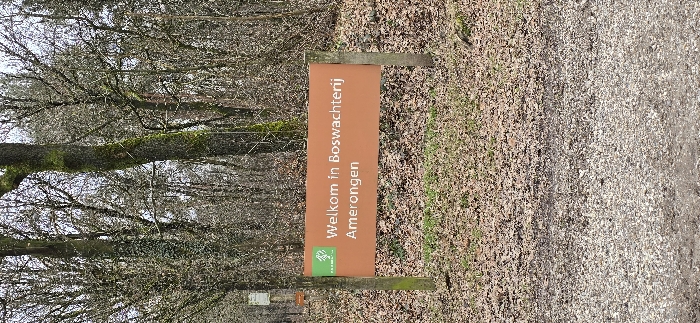 Welkom in Boswachterij
Amerongen